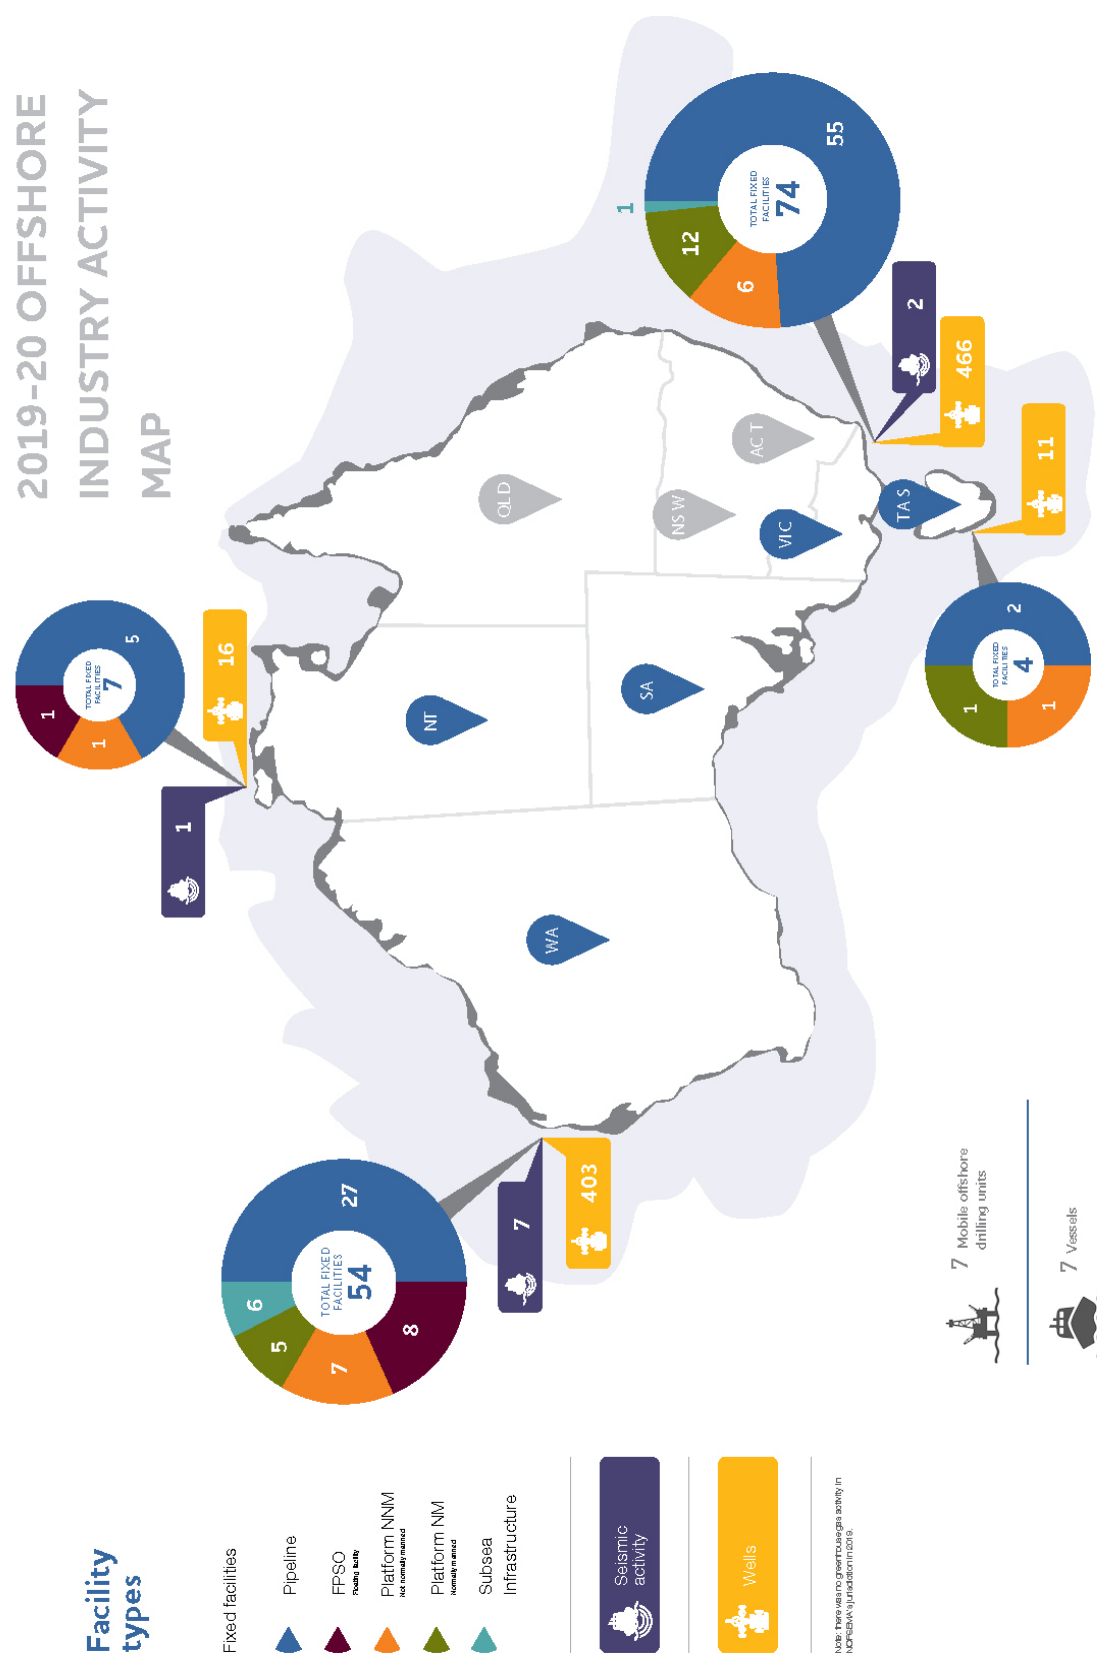 2019-20 OFFSHORE
INDUSTRY ACTIVITY
MAP
Facility
types
Fixed facilities
Pipeline
FPSO
Floating facility
Platform NNM
Not normally manned
Platform NM
Normally manned
Subsea
Infrastructure
Seismic
activity
Wells
Note: there was no greenhouse gas activity in
NOPSEMA's jurisdiction in 2019.
TOTAL FIXED
FACILITIES
54
27
8
7
5
6
7
403
TOTAL FIXED
FACILITIES
7
5
1
1
1
16
TOTAL FIXED
FACILITIES
74
55
6
12
1
2
466
TOTAL FIXED
FACILITIES
4
2
1
1
11
WA
NT
SA
QLD
NSW
ACT
VIC
TAS
7 Mobile offshore
drilling units
7 Vessels